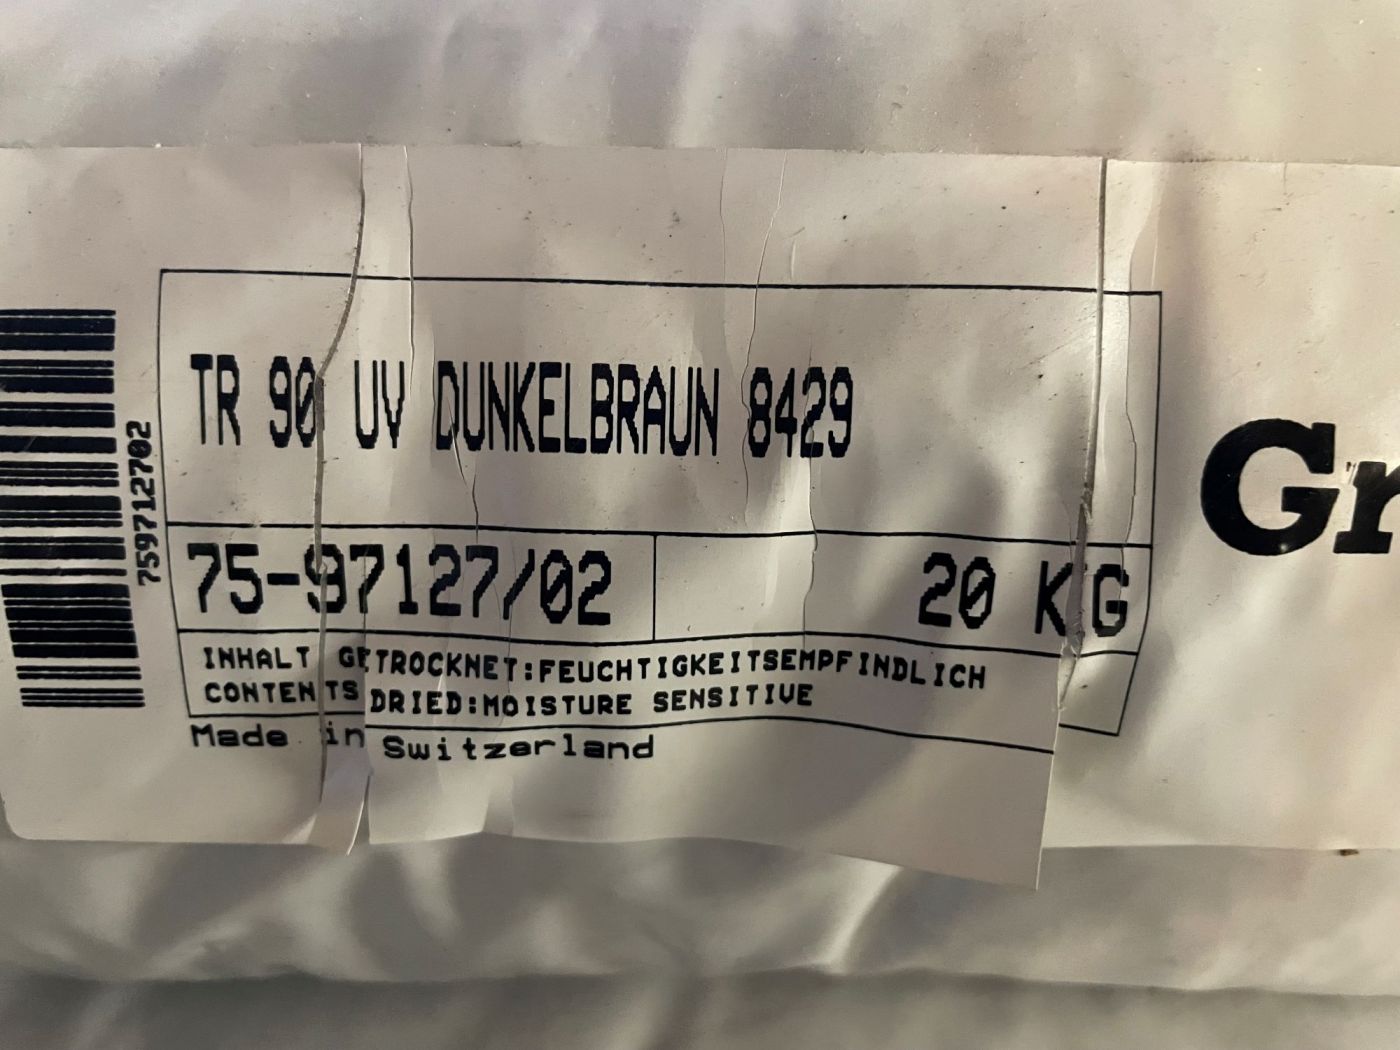 TR 90 UV DUNKELBRAUN 8429
75-97127/02
20 KG
INHALT GETROCKNET:FEUCHTIGKEITSEMPFINDLICH
CONTENTS DRIED:MOISTURE SENSITIVE
Made in Switzerland
759712702
Gr